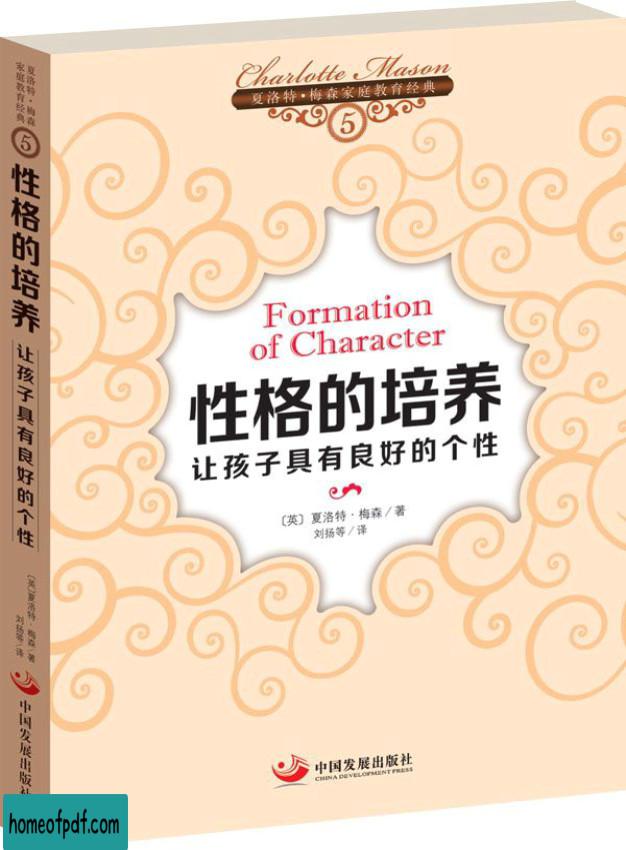 Charlotte Mason
夏洛特·梅森家庭教育经典
5
Formation
of Character
性格的培养
让孩子具有良好的个性
〔英〕夏洛特·梅森／著
刘扬等／译
中国发展出版社
CHINA DEVELOPMENT PRESS
夏洛特·梅森
家庭教育经典
5
性格的培养
让孩子具有良好的个性
〔英〕夏洛特·梅森／著
刘扬等／译
中国发展出版社
homeofpdf.com